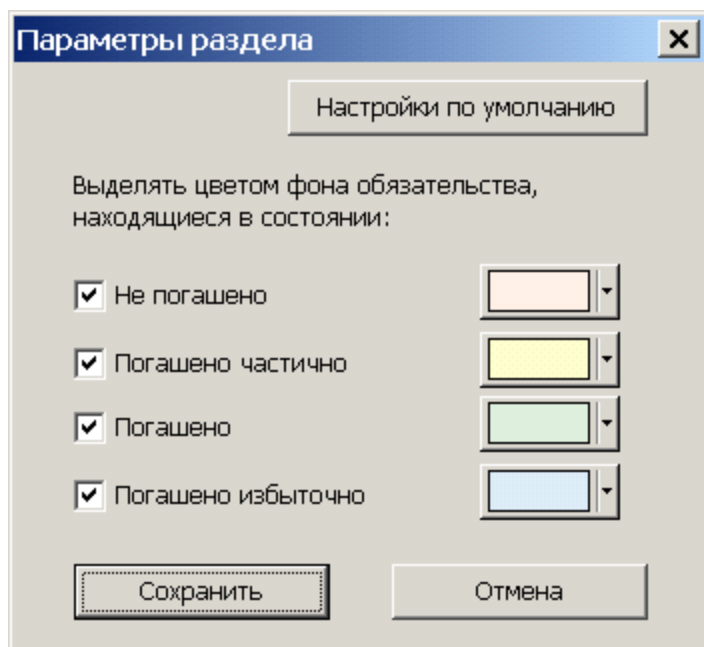 Параметры раздела
Настройки по умолчанию
Выделять цветом фона обязательства,
находящиеся в состоянии:
Не погашено
Погашено частично
Погашено
Погашено избыточно
Сохранить
Отмена